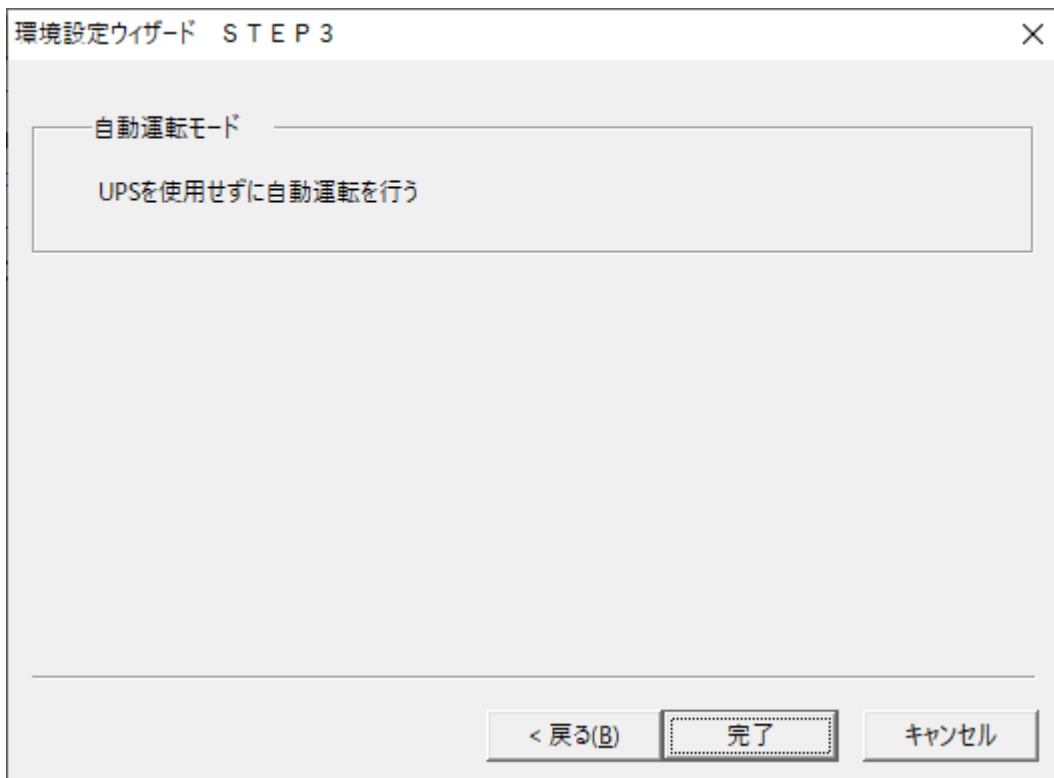 環境設定ウィザード　ＳＴＥＰ３
自動運転モード
UPSを使用せずに自動運転を行う
< 戻る(B)
完了
キャンセル